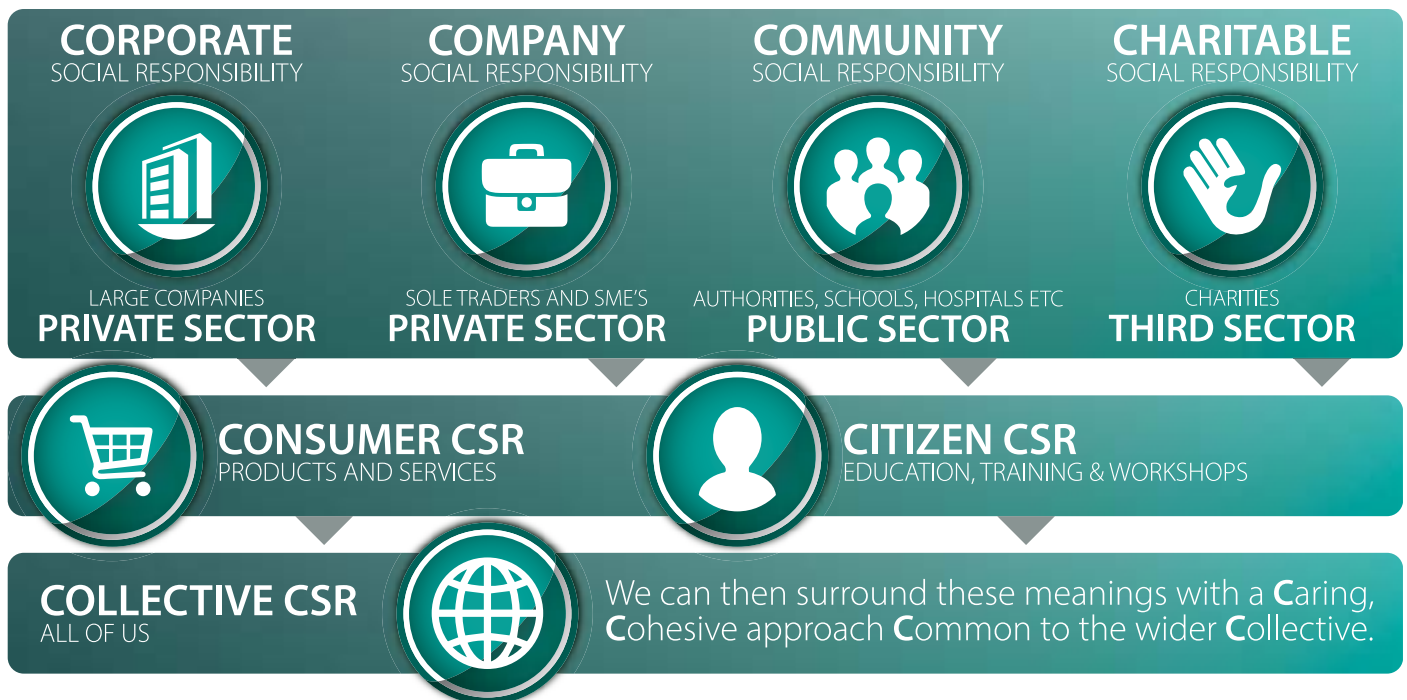 CORPORATE
SOCIAL RESPONSIBILITY
LARGE COMPANIES
PRIVATE SECTOR
COMPANY
SOCIAL RESPONSIBILITY
SOLE TRADERS AND SME'S
PRIVATE SECTOR
COMMUNITY
SOCIAL RESPONSIBILITY
AUTHORITIES, SCHOOLS, HOSPITALS ETC
PUBLIC SECTOR
CHARITABLE
SOCIAL RESPONSIBILITY
CHARITIES
THIRD SECTOR
CONSUMER CSR
PRODUCTS AND SERVICES
CITIZEN CSR
EDUCATION, TRAINING & WORKSHOPS
COLLECTIVE CSR
ALL OF US
We can then surround these meanings with a Caring,
Cohesive approach Common to the wider Collective.